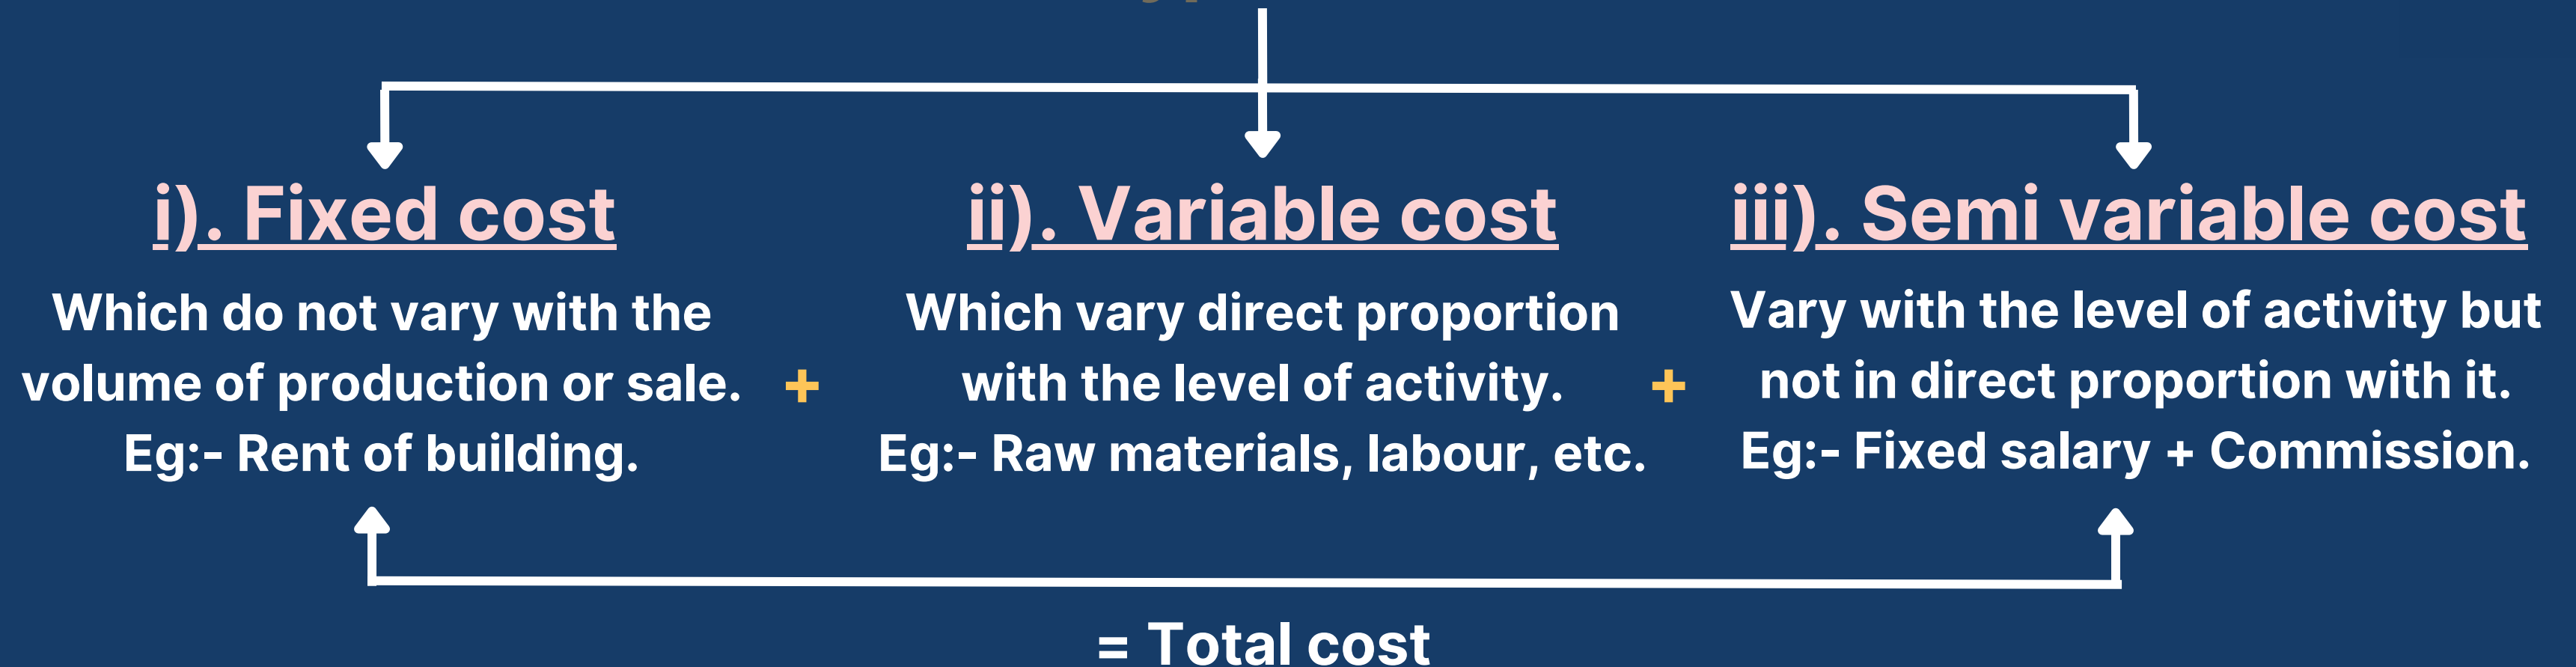 i). Fixed cost
Which do not vary with the
volume of production or sale.
Eg:- Rent of building.
+
ii). Variable cost
Which vary direct proportion
with the level of activity.
Eg:- Raw materials, labour, etc.
+
iii). Semi variable cost
Vary with the level of activity but
not in direct proportion with it.
Eg:- Fixed salary + Commission.
= Total cost